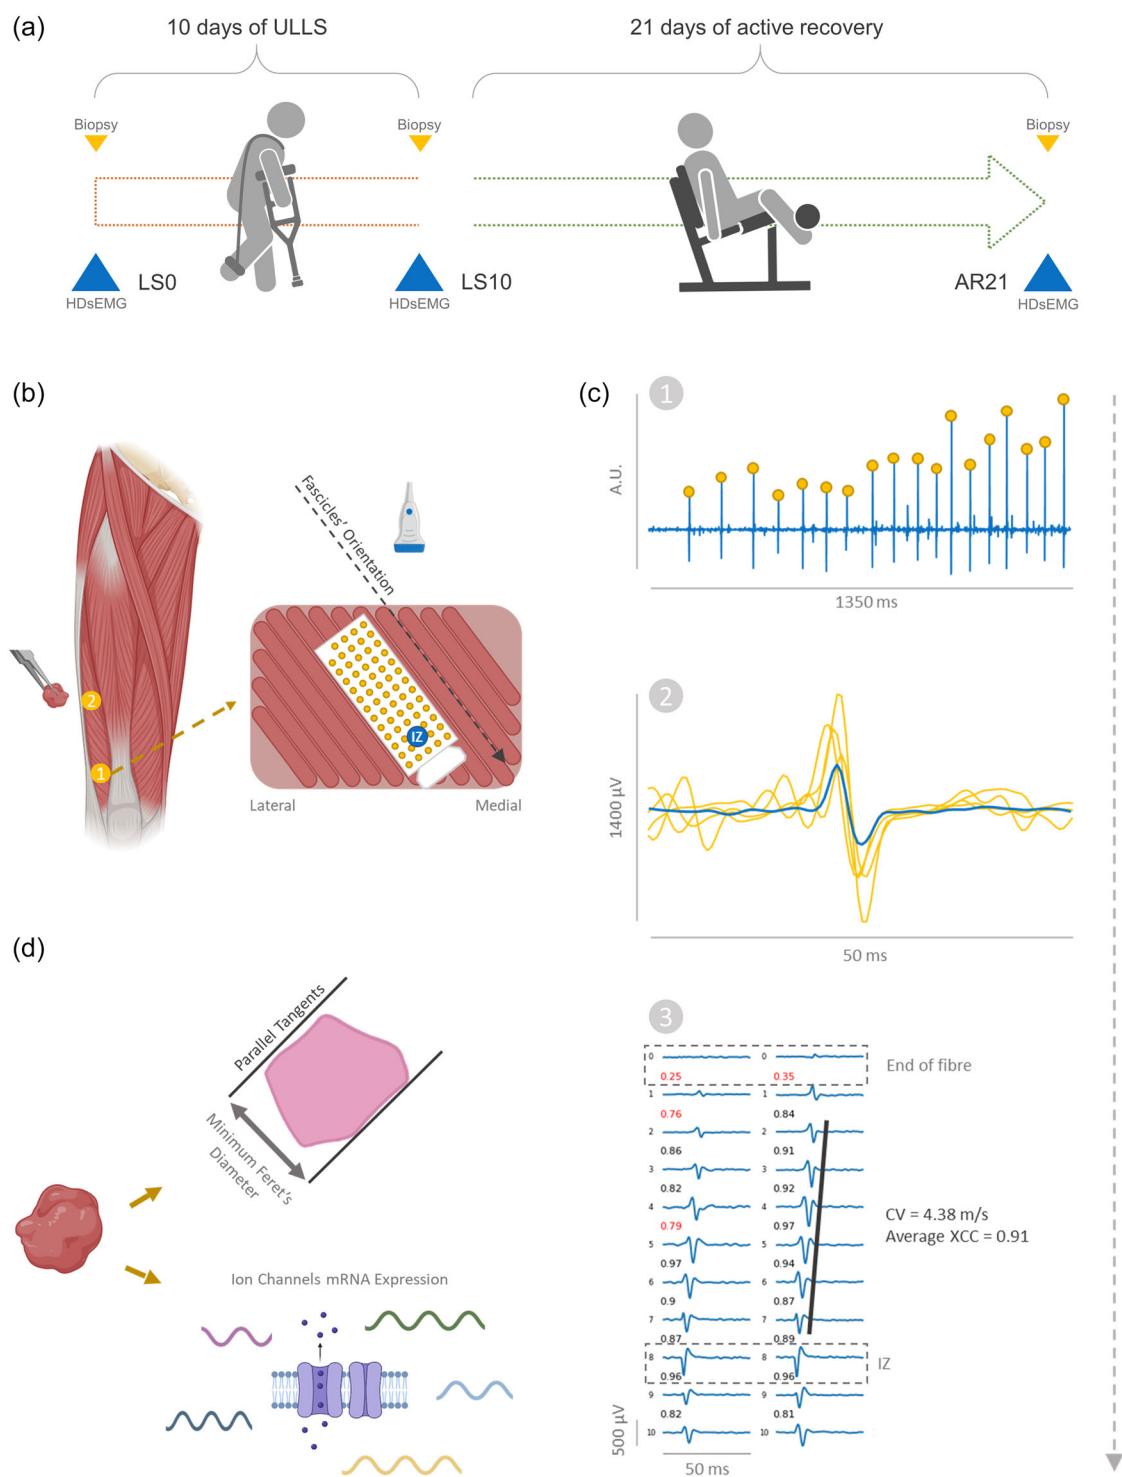 (a)
10 days of ULLS
21 days of active recovery
Biopsy
Biopsy
Biopsy
LS0
LS10
AR21
HDsEMG
HDsEMG
HDsEMG
(b)
2
1
Fascicles' Orientation
IZ
Lateral
Medial
(c)
1
A.U.
1350 ms
2
1400 µV
50 ms
3
0
0
End of fibre
0.25
0.35
1
1
0.76
0.84
2
2
0.86
0.91
3
3
0.82
0.92
4
4
0.79
0.97
CV = 4.38 m/s
Average XCC = 0.91
5
5
0.97
0.94
6
6
0.9
0.87
7
7
0.87
0.89
8
8
IZ
0.96
0.96
9
9
0.82
0.81
10
10
500 µV
50 ms
(d)
Parallel Tangents
Minimum Feret's
Diameter
Ion Channels mRNA Expression